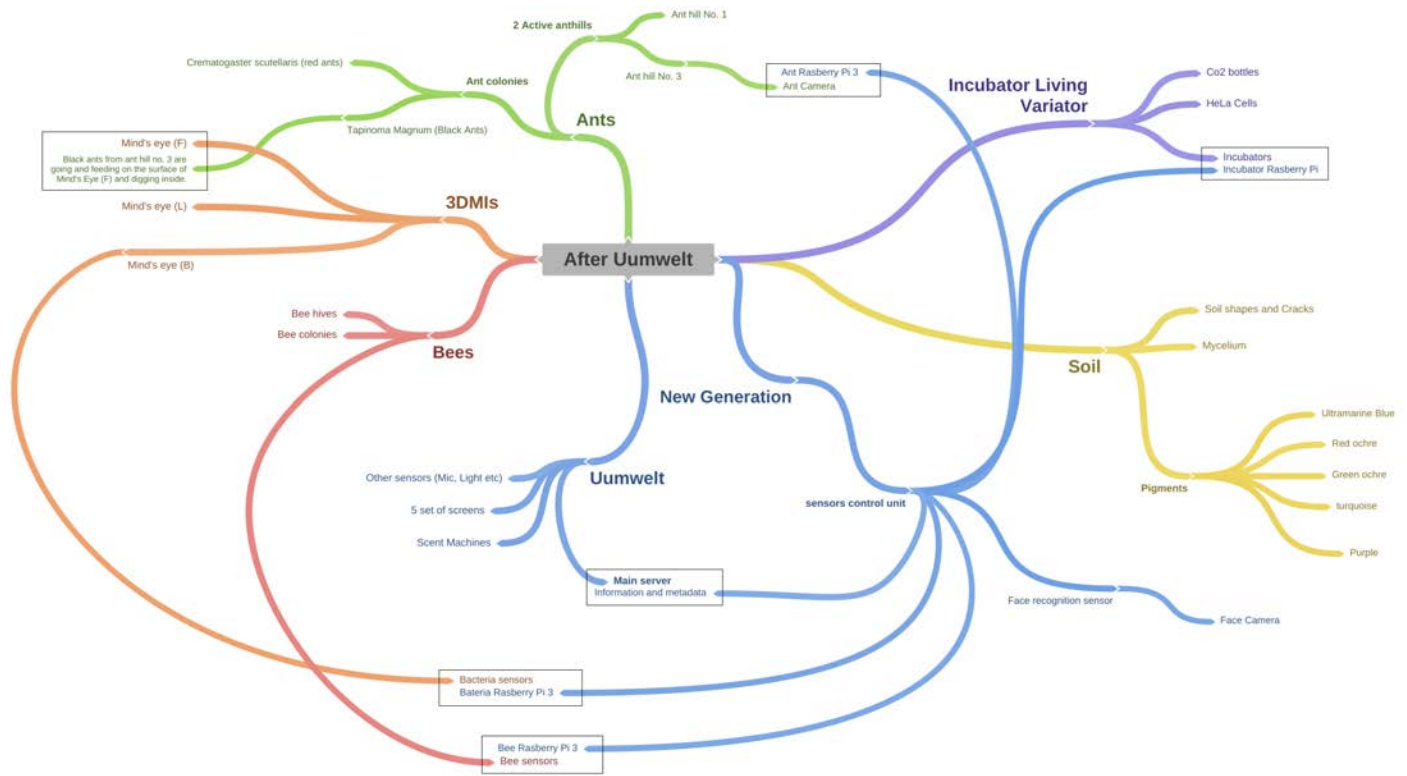 2 Active anthills
Ant hill No. 1
Ant hill No. 3
Ant Rasberry Pi 3
Ant Camera
Crematogaster scutellaris (red ants)
Ant colonies
Tapinoma Magnum (Black Ants)
Ants
Incubator Living
Variator
Co2 bottles
HeLa Cells
Incubators
Incubator Rasberry Pi
Mind's eye (F)
Black ants from ant hill no. 3 are
going and feeding on the surface of
Mind's Eye (F) and digging inside.
3DMIs
Mind's eye (L)
Mind's eye (B)
After Uumwelt
Bee hives
Bee colonies
Bees
Soil shapes and Cracks
Mycelium
Soil
New Generation
Ultramarine Blue
Red ochre
Green ochre
turquoise
Purple
Pigments
Other sensors (Mic, Light etc)
5 set of screens
Scent Machines
Uumwelt
sensors control unit
Main server
Information and metadata
Face recognition sensor
Face Camera
Bacteria sensors
Bateria Rasberry Pi 3
Bee Rasberry Pi 3
Bee sensors